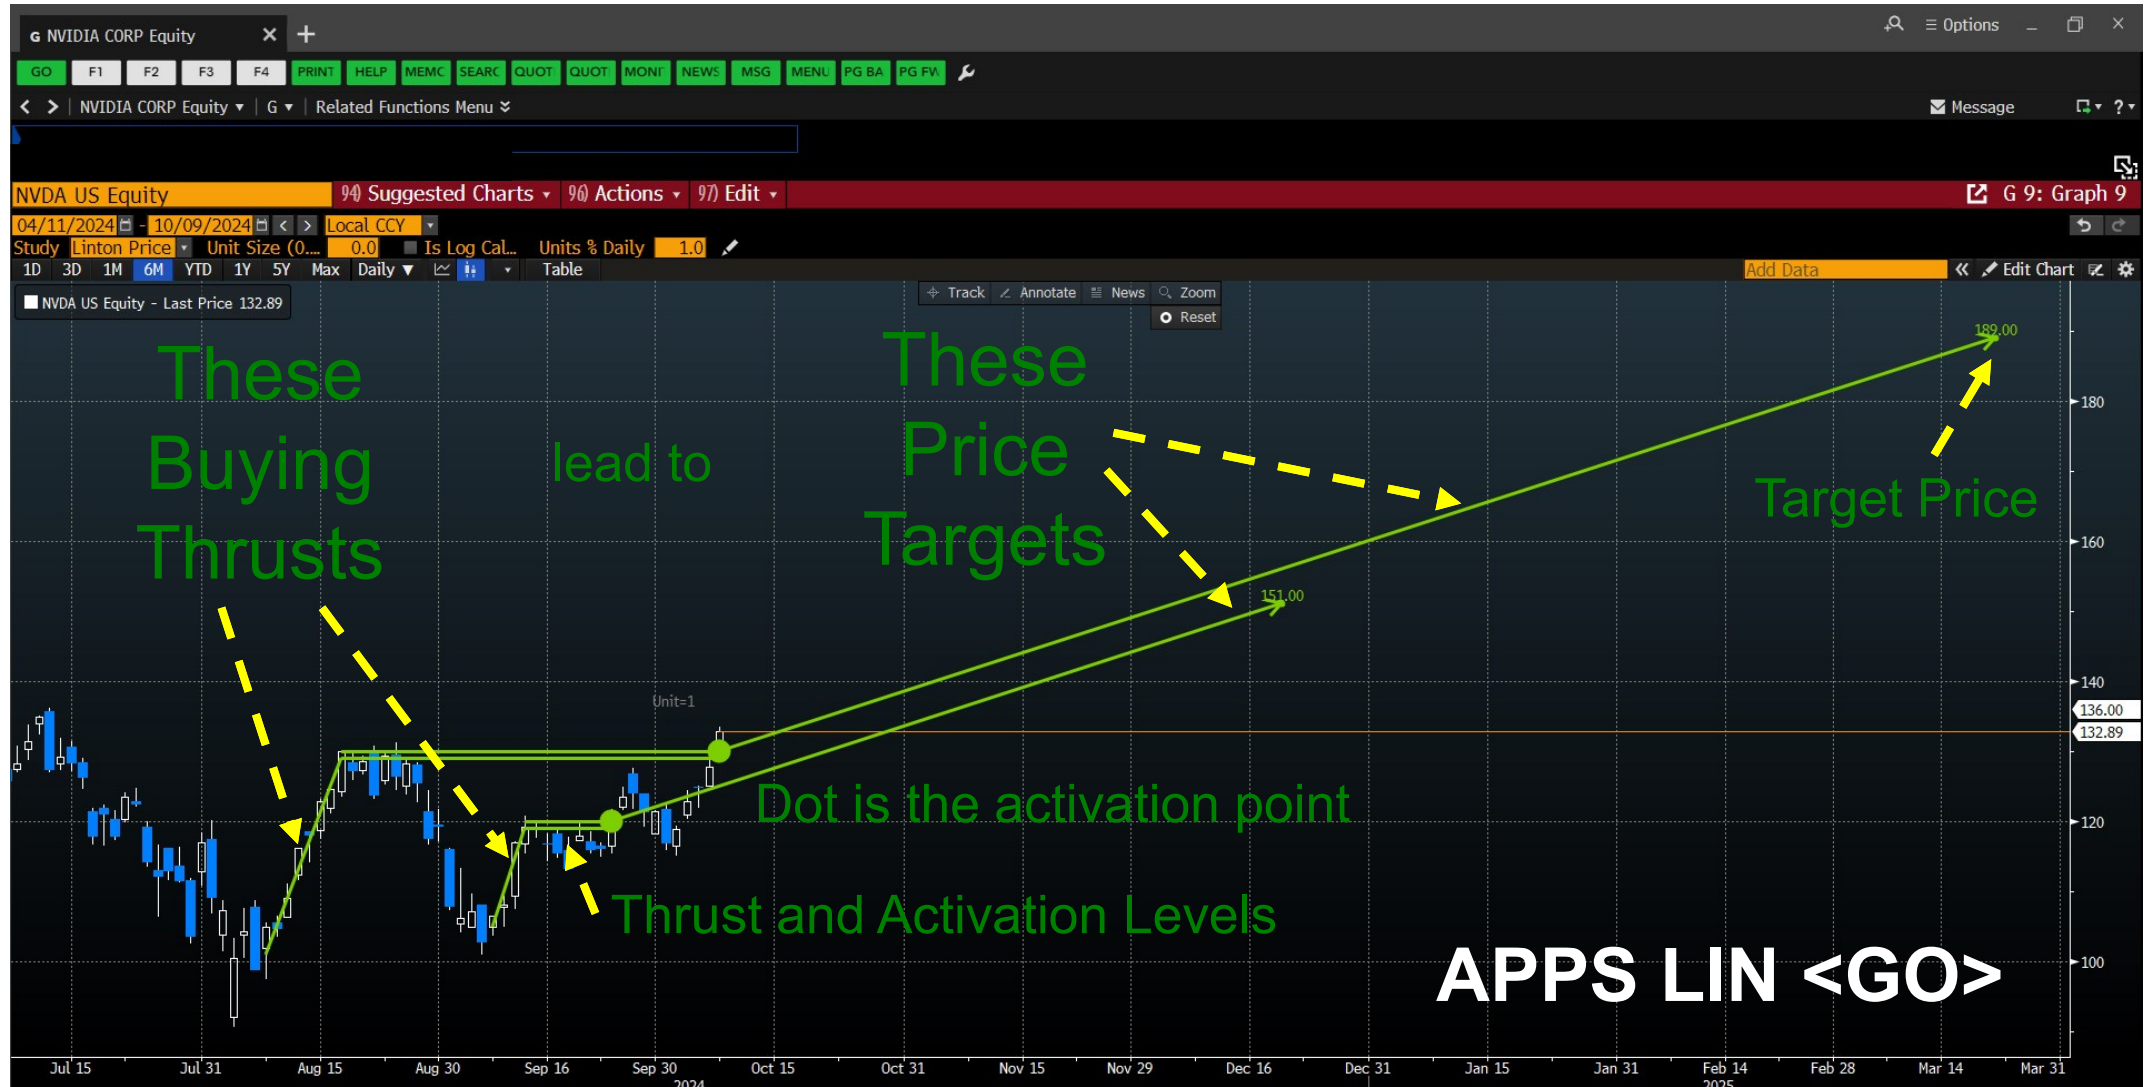 G NVIDIA CORP Equity × +
Options
GO F1 F2 F3 F4 PRINT HELP MEMC SEARC QUOT QUOT MONI NEWS MSG MENU PG BA PG FW
< > NVIDIA CORP Equity G Related Functions Menu
Message ?
NVDA US Equity 94) Suggested Charts 96) Actions 97) Edit G 9: Graph 9
04/11/2024 - 10/09/2024 < > Local CCY
Study Linton Price Unit Size (0.... 0.0 Is Log Cal... Units % Daily 1.0
1D 3D 1M 6M YTD 1Y 5Y Max Daily Table Add Data « Edit Chart
NVDA US Equity - Last Price 132.89
Track Annotate News Zoom
Reset
These
Buying
Thrusts
lead to
These
Price
Targets
Target Price
189.00
151.00
Unit=1
Dot is the activation point
Thrust and Activation Levels
APPS LIN <GO>
180
160
140
136.00
132.89
120
100
Jul 15 Jul 31 Aug 15 Aug 30 Sep 16 Sep 30 Oct 15 Oct 31 Nov 15 Nov 29 Dec 16 Dec 31 Jan 15 Jan 31 Feb 14 Feb 28 Mar 14 Mar 31
2024 2025